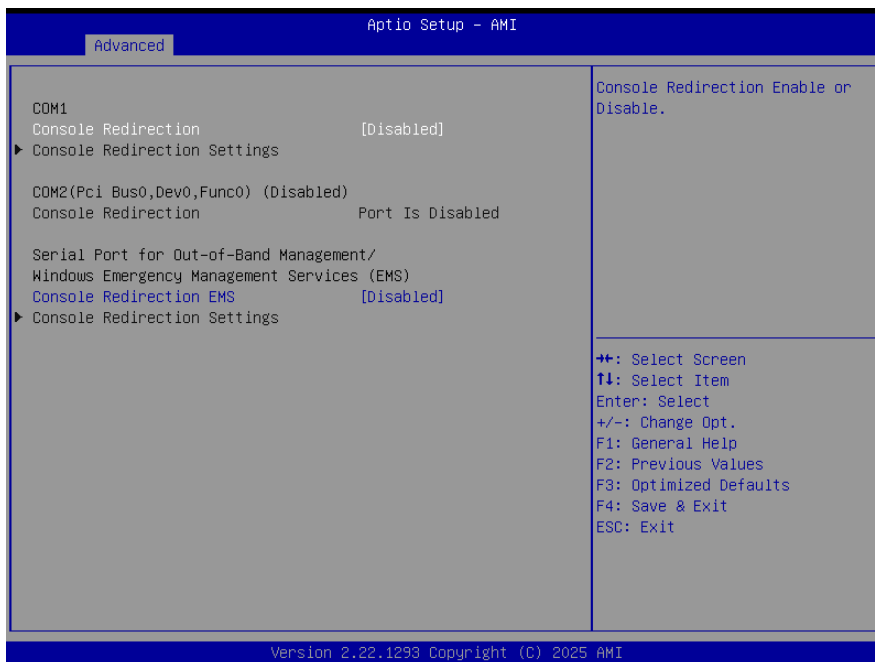 Aptio Setup – AMI
Advanced
COM1
Console Redirection [Disabled]
Console Redirection Settings
COM2(Pci Bus0,Dev0,Func0) (Disabled)
Console Redirection Port Is Disabled
Serial Port for Out-of-Band Management/
Windows Emergency Management Services (EMS)
Console Redirection EMS [Disabled]
Console Redirection Settings
Console Redirection Enable or
Disable.
→←: Select Screen
↑↓: Select Item
Enter: Select
+/-: Change Opt.
F1: General Help
F2: Previous Values
F3: Optimized Defaults
F4: Save & Exit
ESC: Exit
Version 2.22.1293 Copyright (C) 2025 AMI